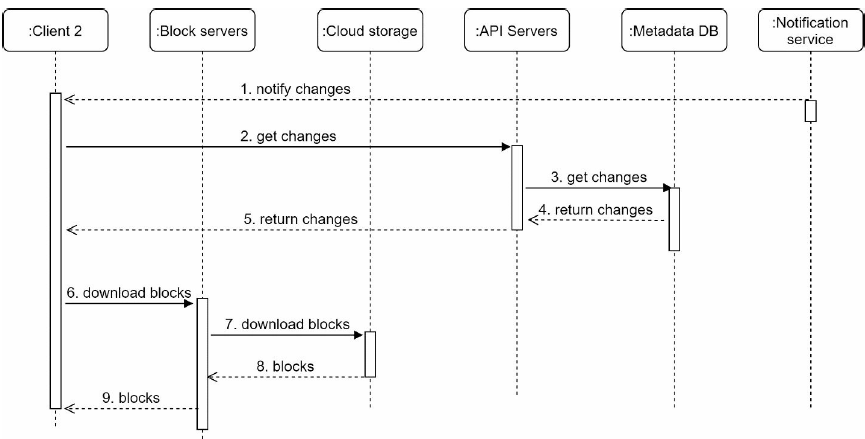 :Client 2
:Block servers
:Cloud storage
:API Servers
:Metadata DB
:Notification
service
1. notify changes
2. get changes
3. get changes
4. return changes
5. return changes
6. download blocks
7. download blocks
8. blocks
9. blocks